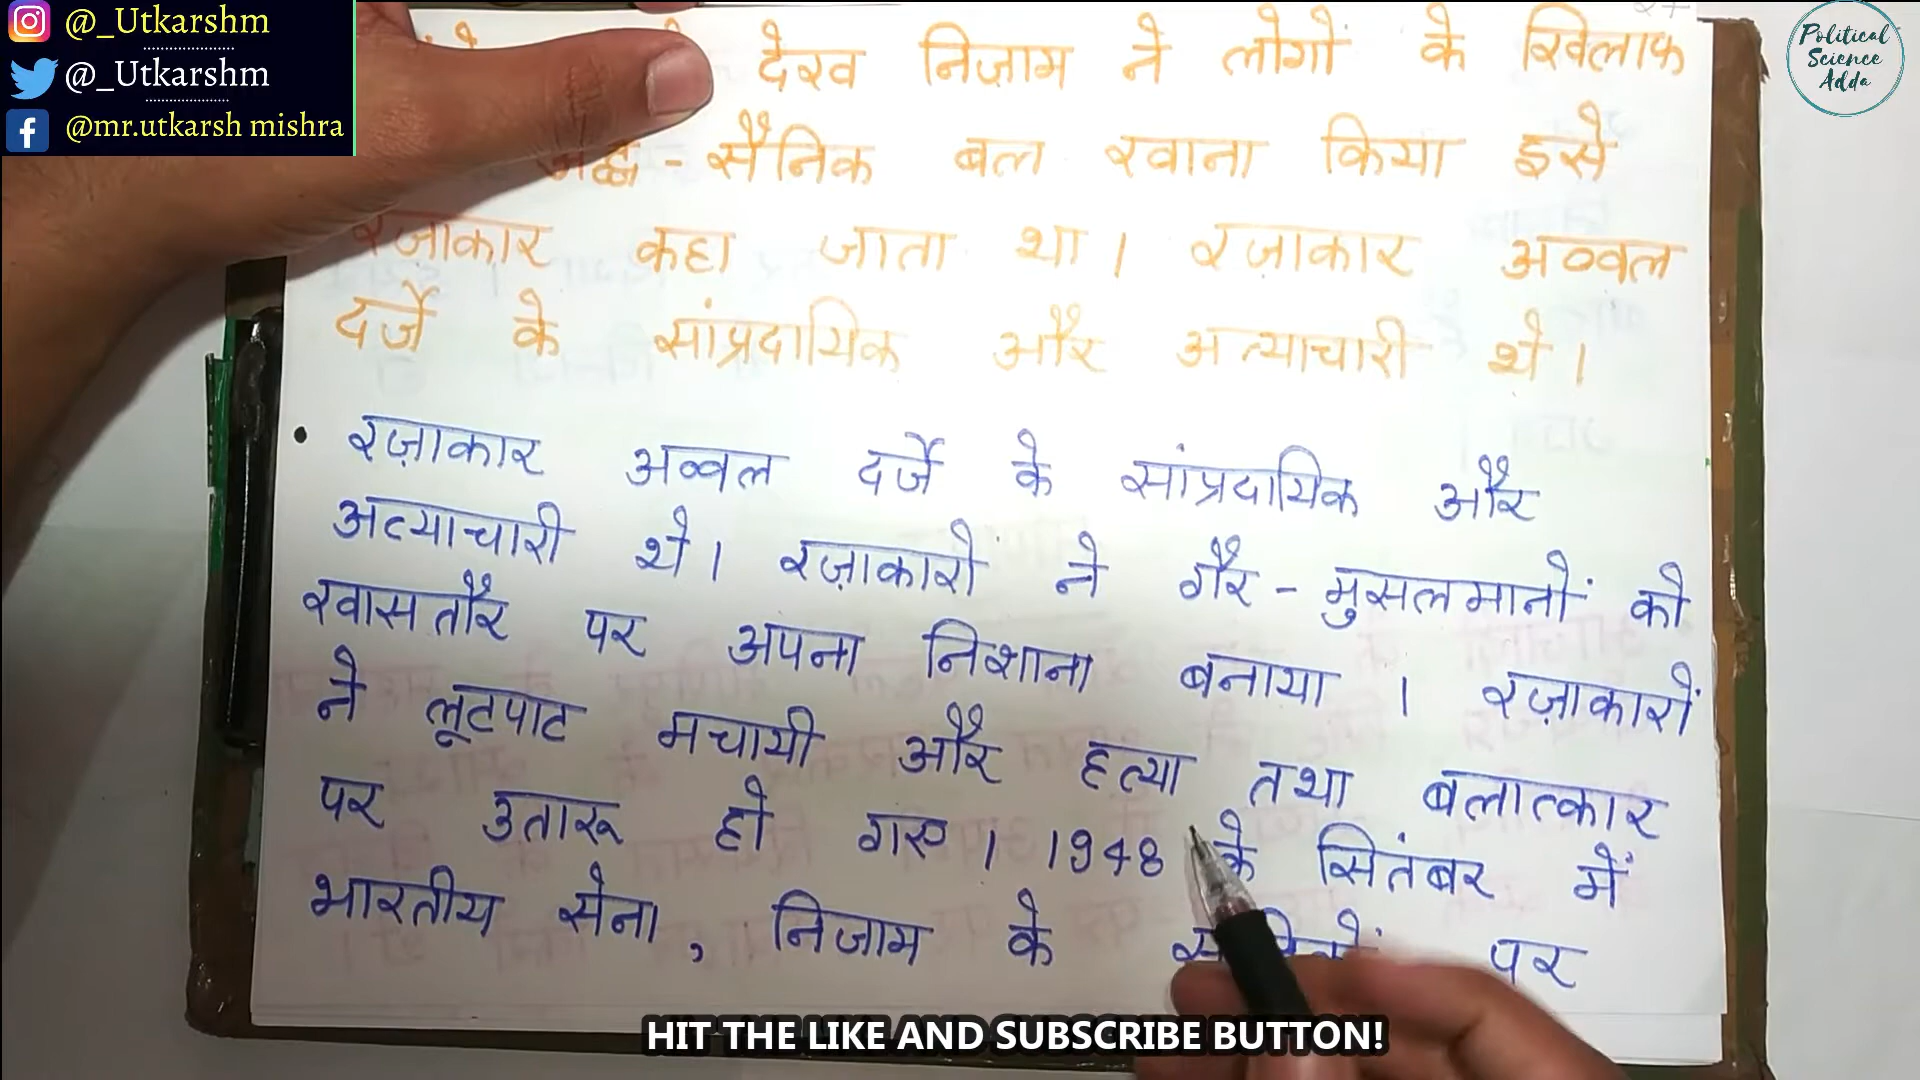 @_Utkarshm
@_Utkarshm
@mr.utkarsh mishra
Political
Science
Adda
देख निज़ाम ने लोगों के खिलाफ
अर्द्ध - सैनिक बल रवाना किया इसे
रज़ाकार कहा जाता था । रज़ाकार अव्वल
दर्जे के सांप्रदायिक और अत्याचारी थे ।
• रज़ाकार अव्वल दर्जे के सांप्रदायिक और
अत्याचारी थे । रज़ाकारों ने गैर - मुसलमानों को
खासतौर पर अपना निशाना बनाया । रज़ाकारों
ने लूटपाट मचायी और हत्या तथा बलात्कार
पर उतारू हो गए । 1948 के सितंबर में
भारतीय सेना , निजाम के पर
HIT THE LIKE AND SUBSCRIBE BUTTON!